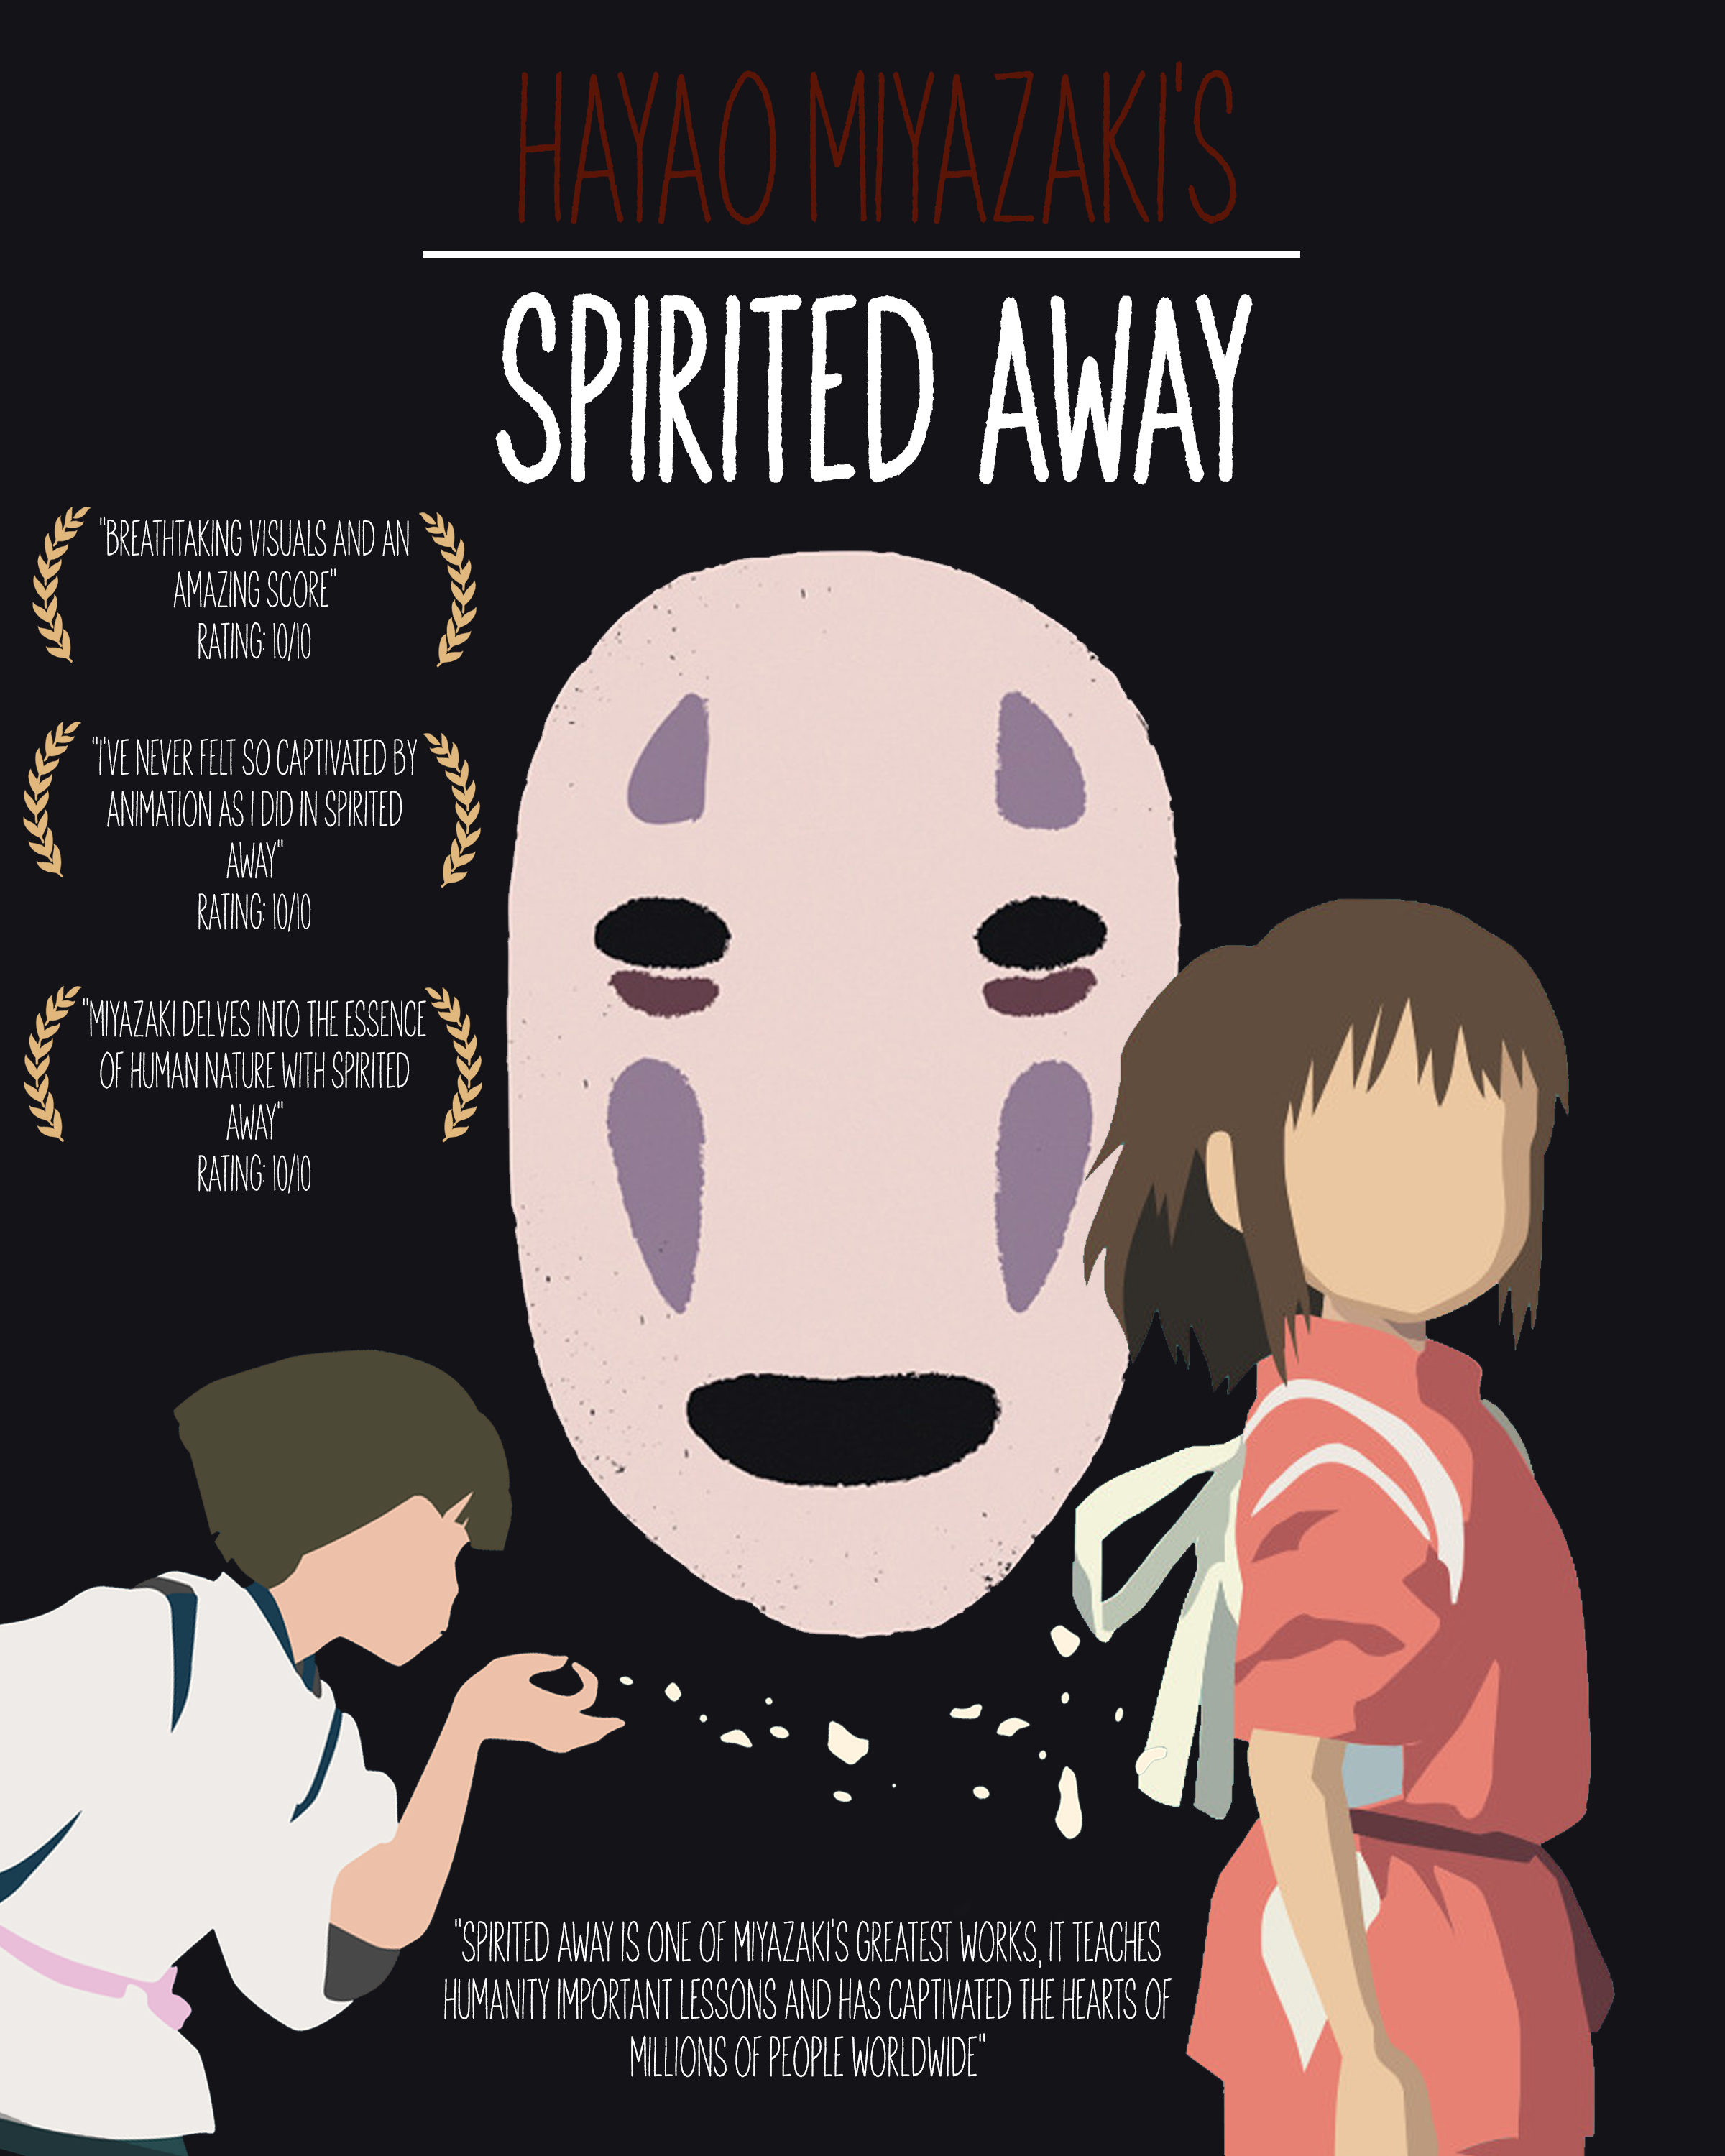 HAYAO MIYAZAKI'S
SPIRITED AWAY
"BREATHTAKING VISUALS AND AN
AMAZING SCORE"
RATING: 10/10
"I'VE NEVER FELT SO CAPTIVATED BY
ANIMATION AS I DID IN SPIRITED
AWAY"
RATING: 10/10
"MIYAZAKI DELVES INTO THE ESSENCE
OF HUMAN NATURE WITH SPIRITED
AWAY"
RATING: 10/10
"SPIRITED AWAY IS ONE OF MIYAZAKI'S GREATEST WORKS, IT TEACHES
HUMANITY IMPORTANT LESSONS AND HAS CAPTIVATED THE HEARTS OF
MILLIONS OF PEOPLE WORLDWIDE"